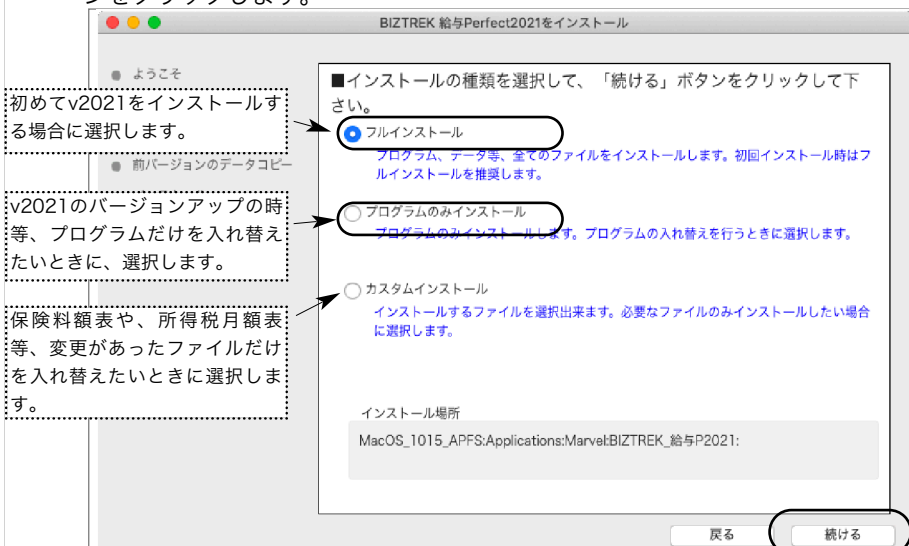 ンをクリックします。
BIZTREK 給与Perfect2021をインストール
ようこそ
前バージョンのデータコピー
初めてv2021をインストールす
る場合に選択します。
v2021のバージョンアップの時
等、プログラムだけを入れ替え
たいときに、選択します。
保険料額表や、所得税月額表
等、変更があったファイルだけ
を入れ替えたいときに選択しま
す。
■インストールの種類を選択して、「続ける」ボタンをクリックして下
さい。
フルインストール
プログラム、データ等、全てのファイルをインストールします。初回インストール時はフ
ルインストールを推奨します。
プログラムのみインストール
プログラムのみインストールします。プログラムの入れ替えを行うときに選択します。
カスタムインストール
インストールするファイルを選択出来ます。必要なファイルのみインストールしたい場合
に選択します。
インストール場所
MacOS_1015_APFS:Applications:Marvel:BIZTREK_給与P2021:
戻る
続ける